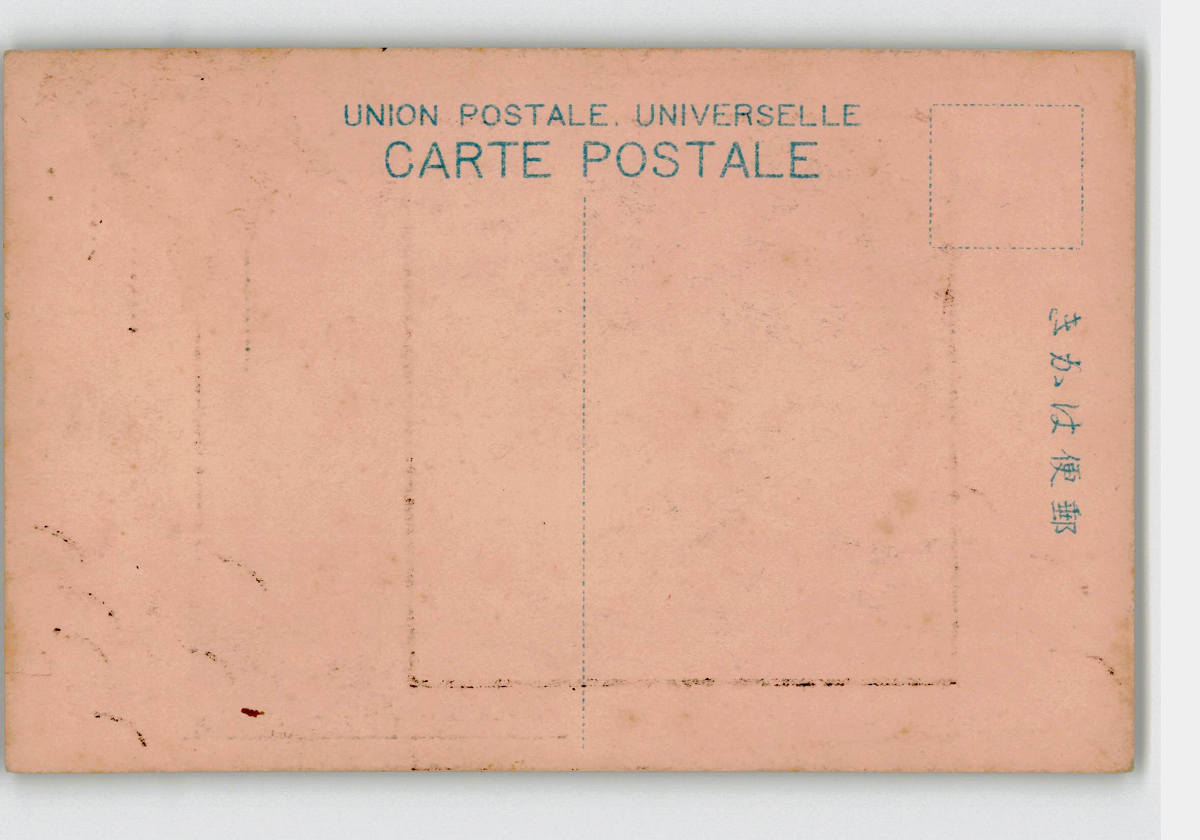 UNION POSTALE. UNIVERSELLE
CARTE POSTALE
きかは便郵